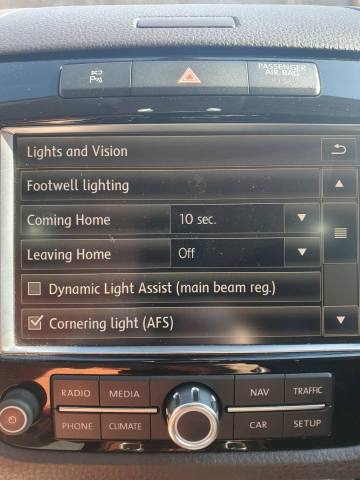 P
PASSENGER
AIR BAG
Lights and Vision
Footwell lighting
Coming Home 10 sec.
Leaving Home Off
Dynamic Light Assist (main beam reg.)
Cornering light (AFS)
RADIO MEDIA NAV TRAFFIC
PHONE CLIMATE CAR SETUP